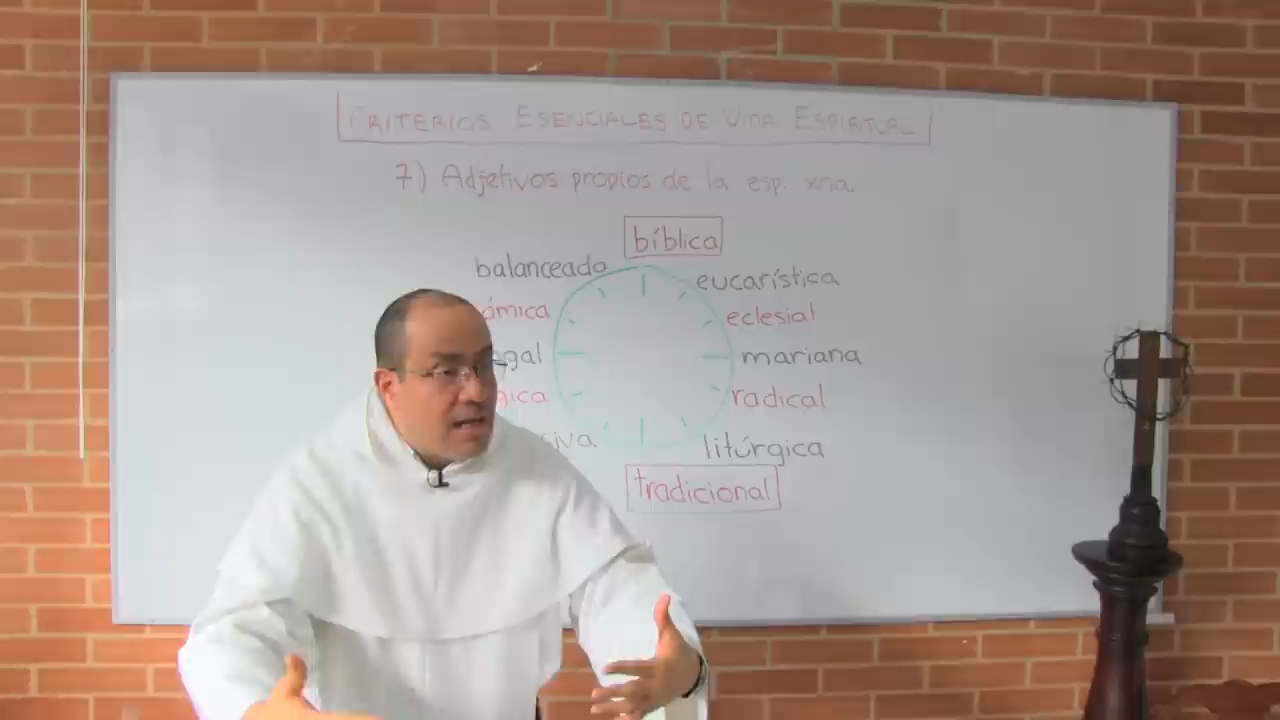 CRITERIOS ESENCIALES DE VIDA ESPIRITUAL
7) Adjetivos propios de la esp. xna.
bíblica
balanceado
eucarística
eclesial
mariana
radical
litúrgica
tradicional